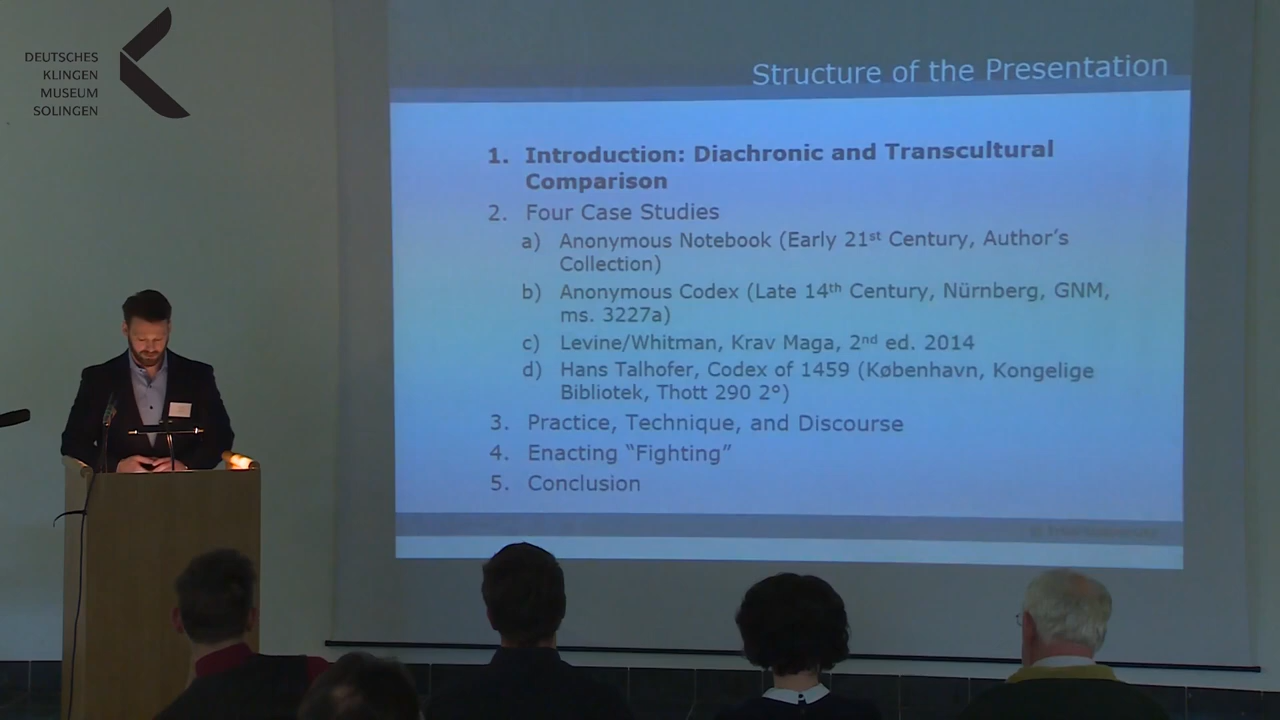 DEUTSCHES
KLINGEN
MUSEUM
SOLINGEN
Structure of the Presentation
1. Introduction: Diachronic and Transcultural
Comparison
2. Four Case Studies
a) Anonymous Notebook (Early 21st Century, Author's
Collection)
b) Anonymous Codex (Late 14th Century, Nürnberg, GNM,
ms. 3227a)
c) Levine/Whitman, Krav Maga, 2nd ed. 2014
d) Hans Talhofer, Codex of 1459 (København, Kongelige
Bibliotek, Thott 290 2°)
3. Practice, Technique, and Discourse
4. Enacting “Fighting”
5. Conclusion